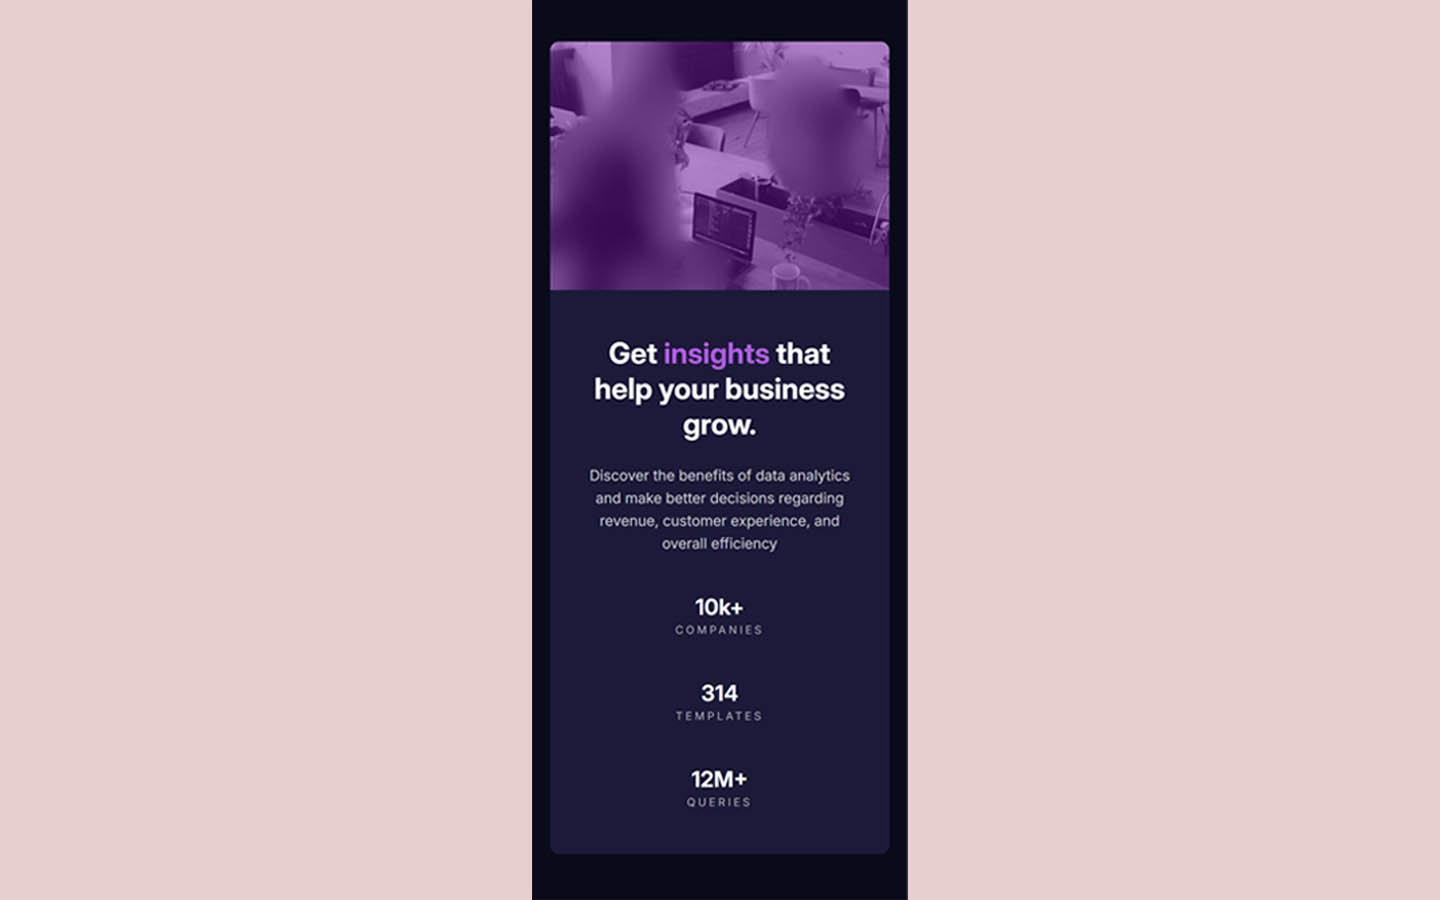 Get insights that
help your business
grow.
Discover the benefits of data analytics
and make better decisions regarding
revenue, customer experience, and
overall efficiency
10k+
COMPANIES
314
TEMPLATES
12M+
QUERIES